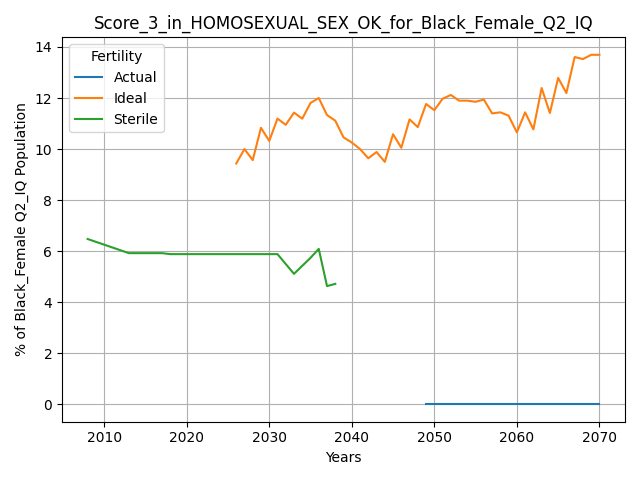 Score_3_in_HOMOSEXUAL_SEX_OK_for_Black_Female_Q2_IQ
Fertility
Actual
Ideal
Sterile
% of Black_Female Q2_IQ Population
14
12
10
8
6
4
2
0
2010 2020 2030 2040 2050 2060 2070
Years